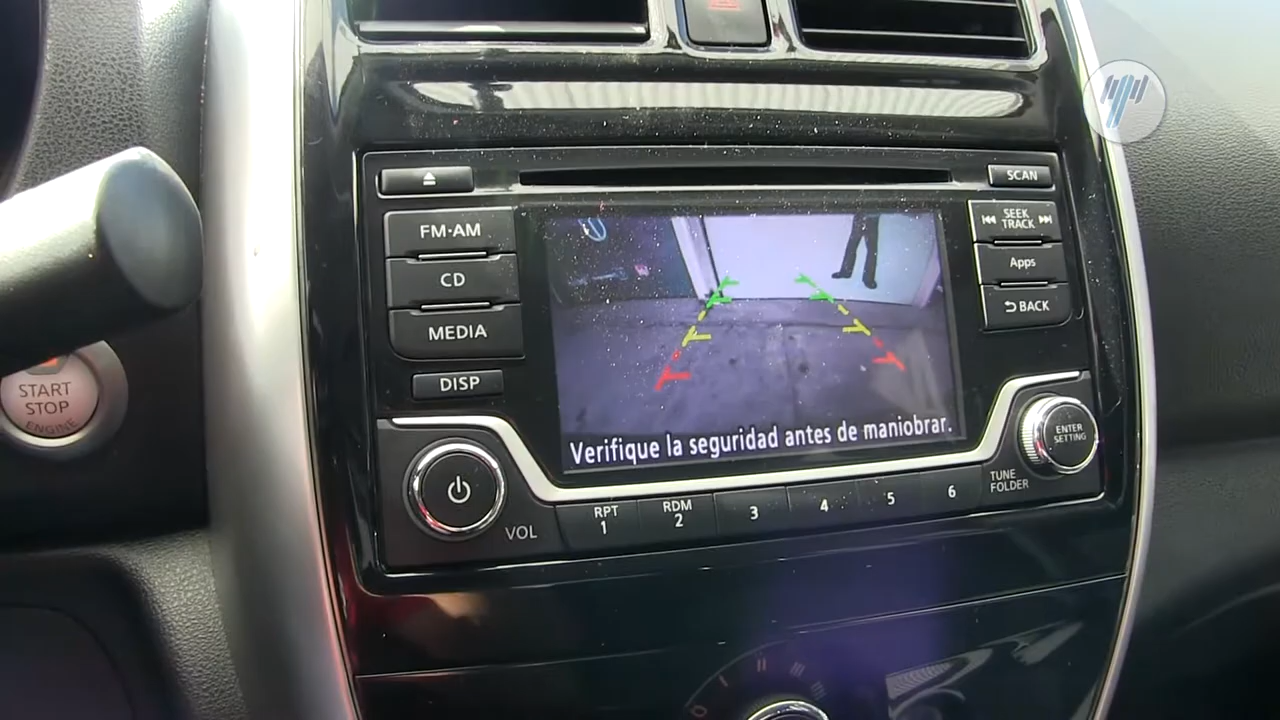 SCAN
FM·AM
SEEK
TRACK
CD
Apps
MEDIA
BACK
DISP
START
STOP
ENGINE
Verifique la seguridad antes de maniobrar.
ENTER
SETTING
TUNE
FOLDER
VOL
RPT
1
RDM
2
3
4
5
6